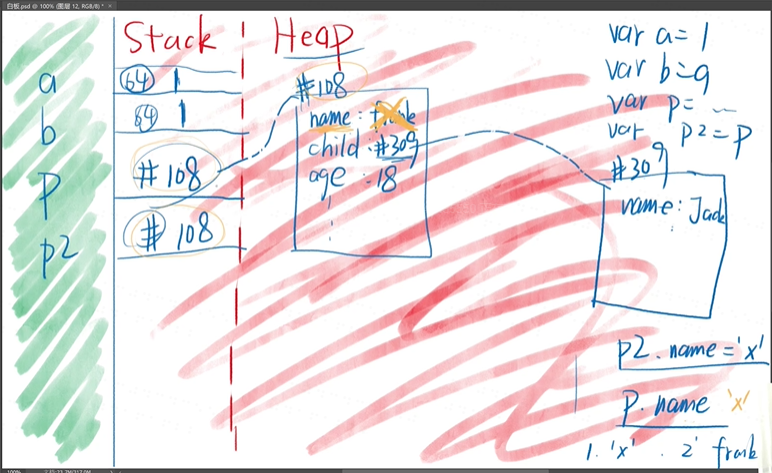 白板.psd @ 100% (图层 12, RGB/8) * ×
Stack
Heap
a
b
p
p2
64 1
64 1
#108
#108
#108
name: frank
child: #309
age: 18
var a = 1
var b = a
var p = ...
var p2 = p
#309
name: Jack
p2.name = 'x'
p.name 'x'
1. 'x' . 2' frank
100%